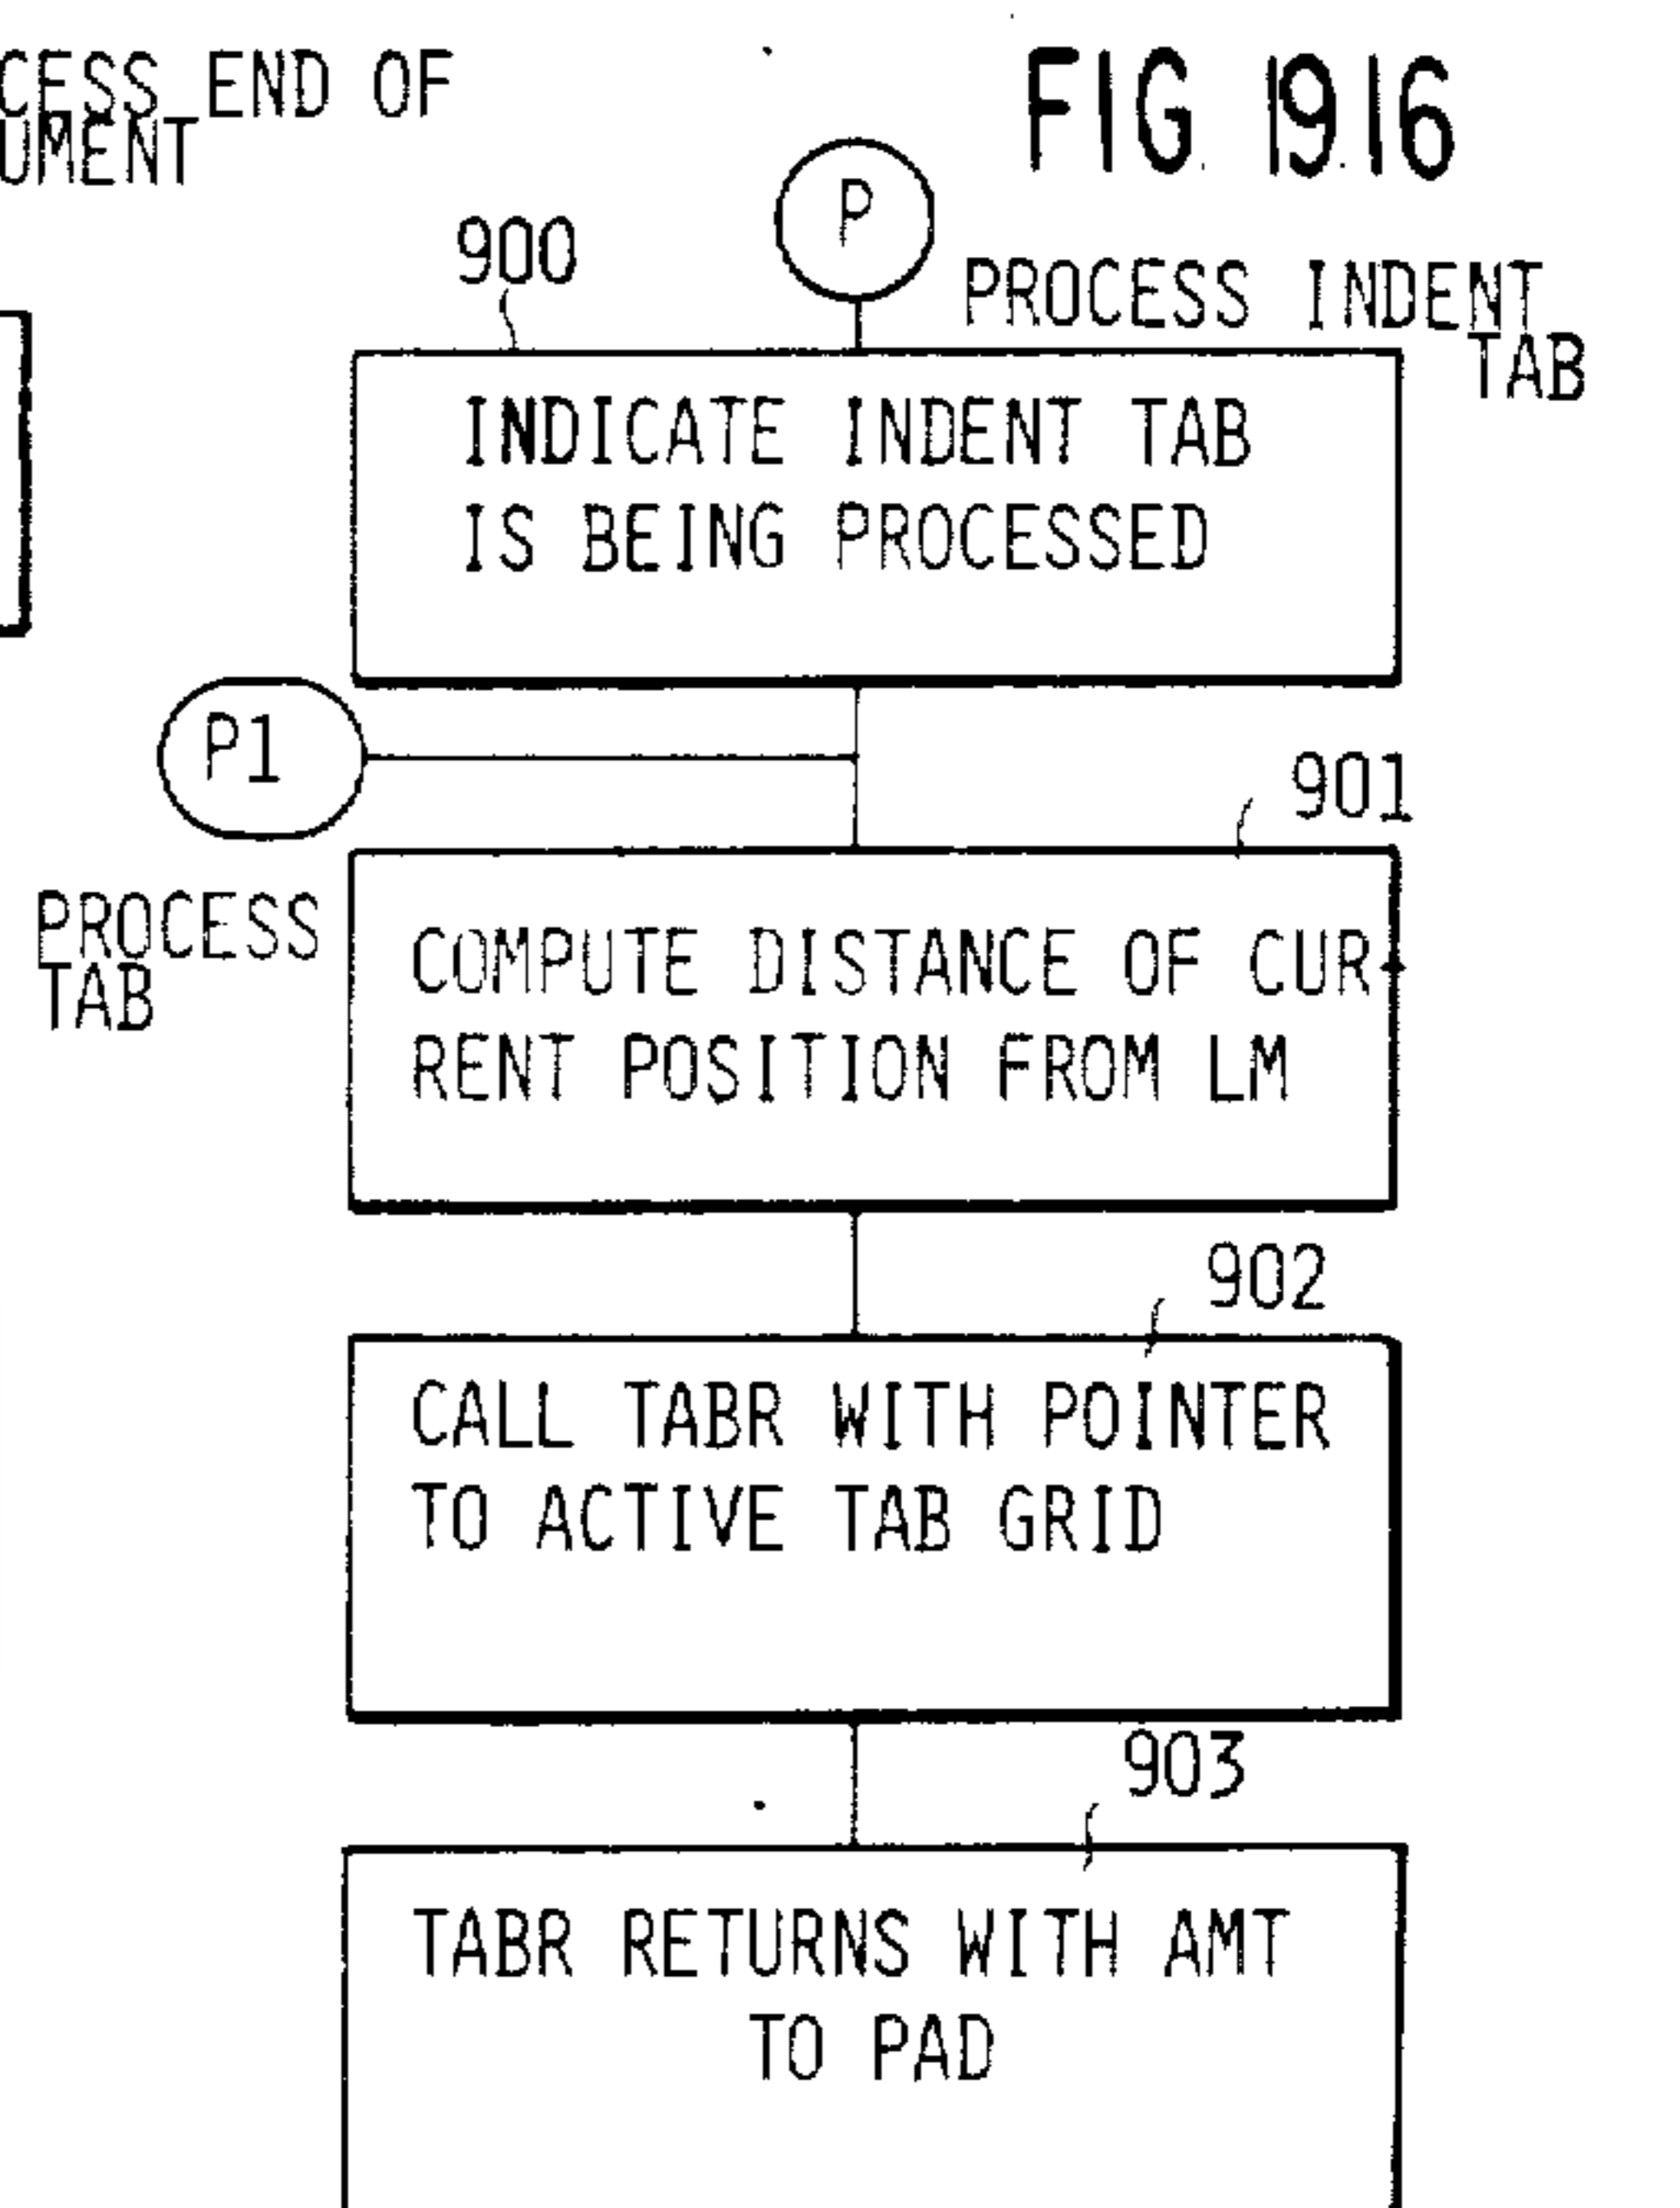 CESS END OF
UMENT
FIG. 19.16
P
900
PROCESS INDENT
TAB
INDICATE INDENT TAB
IS BEING PROCESSED
P1
901
PROCESS
TAB
COMPUTE DISTANCE OF CUR-
RENT POSITION FROM LM
902
CALL TABR WITH POINTER
TO ACTIVE TAB GRID
903
TABR RETURNS WITH AMT
TO PAD